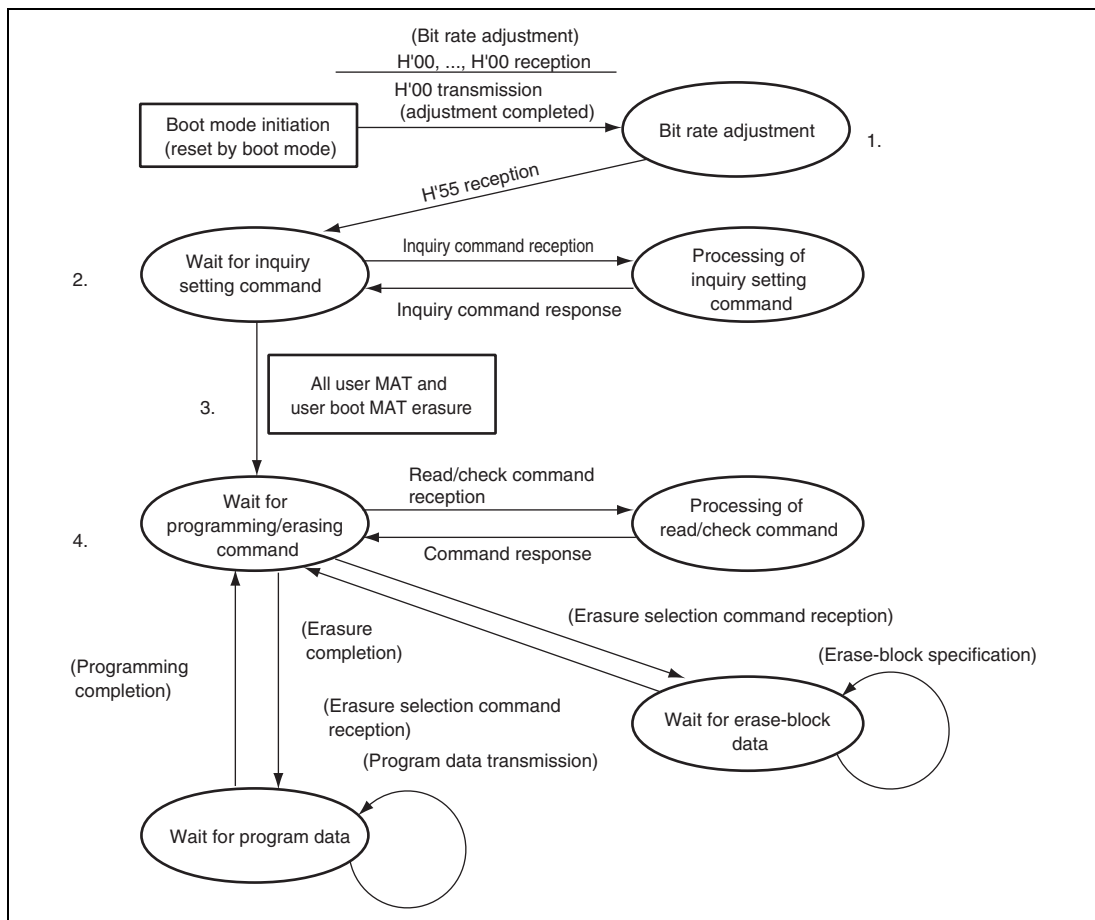 (Bit rate adjustment)
H'00, ..., H'00 reception
H'00 transmission
(adjustment completed)
Boot mode initiation
(reset by boot mode)
Bit rate adjustment
1.
H'55 reception
2.
Wait for inquiry
setting command
Inquiry command reception
Inquiry command response
Processing of
inquiry setting
command
3.
All user MAT and
user boot MAT erasure
4.
Wait for
programming/erasing
command
Read/check command
reception
Command response
Processing of
read/check command
(Erasure selection command reception)
(Erasure
completion)
(Programming
completion)
(Erase-block specification)
(Erasure selection command
reception)
Wait for erase-block
data
(Program data transmission)
Wait for program data